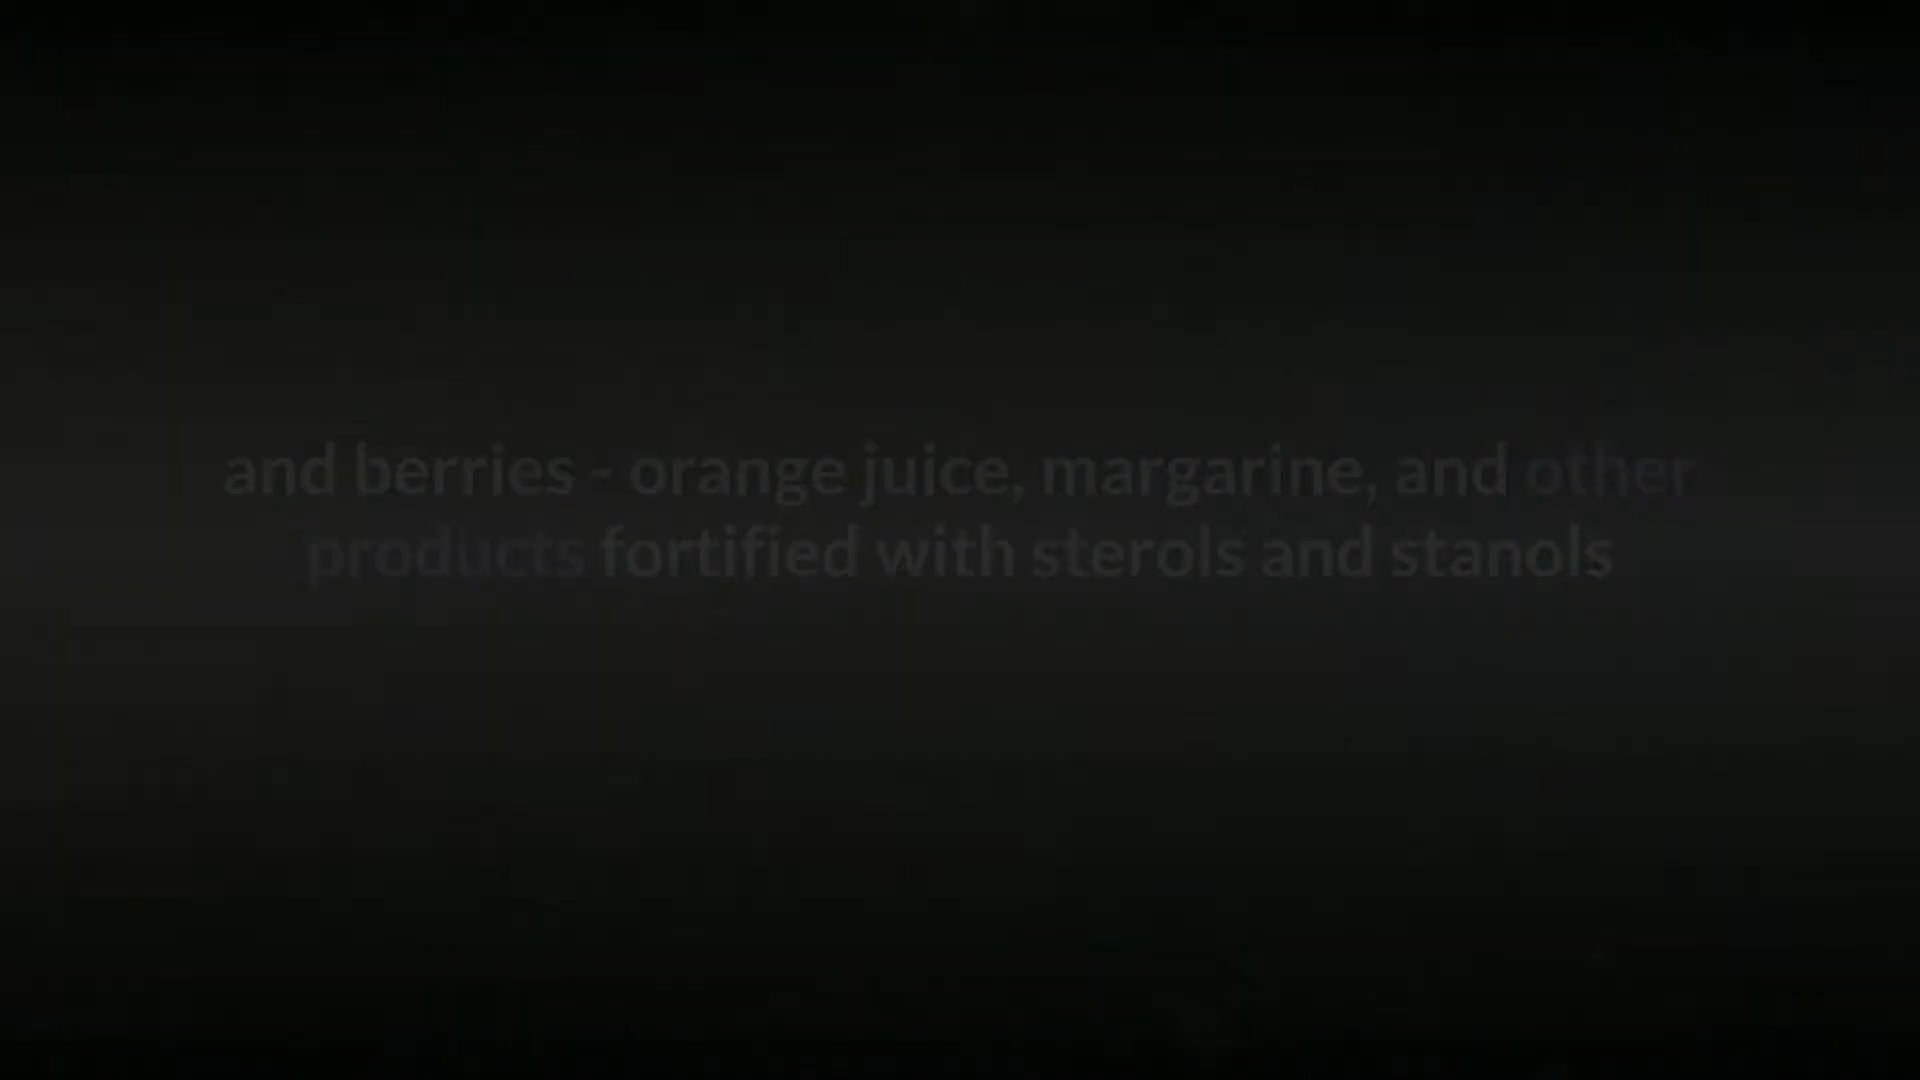 and berries - orange juice, margarine, and other
products fortified with sterols and stanols